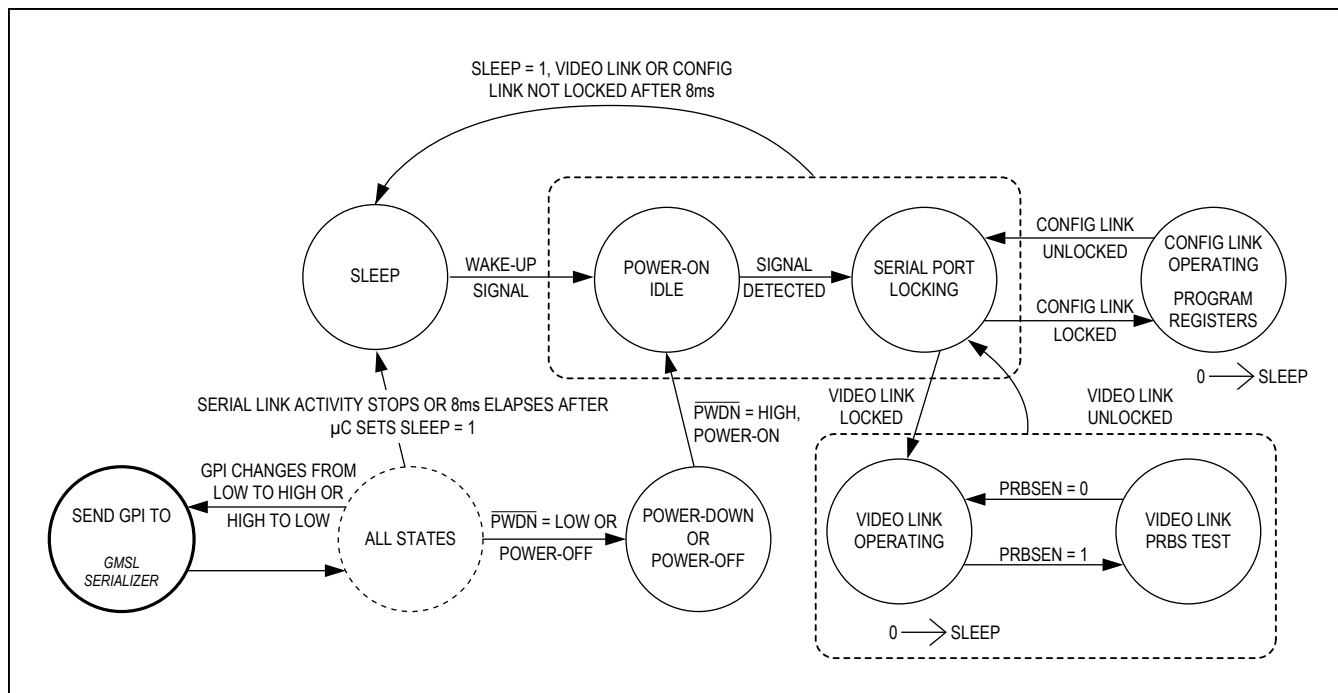 SLEEP = 1, VIDEO LINK OR CONFIG
LINK NOT LOCKED AFTER 8ms
SLEEP
WAKE-UP
SIGNAL
POWER-ON
IDLE
SIGNAL
DETECTED
SERIAL PORT
LOCKING
CONFIG LINK
UNLOCKED
CONFIG LINK
LOCKED
CONFIG LINK
OPERATING
PROGRAM
REGISTERS
0 → SLEEP
SERIAL LINK ACTIVITY STOPS OR 8ms ELAPSES AFTER
µC SETS SLEEP = 1
PWDN = HIGH,
POWER-ON
VIDEO LINK
LOCKED
VIDEO LINK
UNLOCKED
GPI CHANGES FROM
LOW TO HIGH OR
HIGH TO LOW
SEND GPI TO
GMSL
SERIALIZER
ALL STATES
PWDN = LOW OR
POWER-OFF
POWER-DOWN
OR
POWER-OFF
VIDEO LINK
OPERATING
PRBSEN = 0
PRBSEN = 1
VIDEO LINK
PRBS TEST
0 → SLEEP